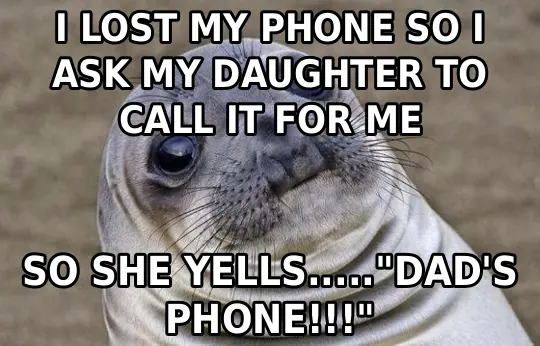 I LOST MY PHONE SO I
ASK MY DAUGHTER TO
CALL IT FOR ME
SO SHE YELLS....."DAD'S
PHONE!!!"